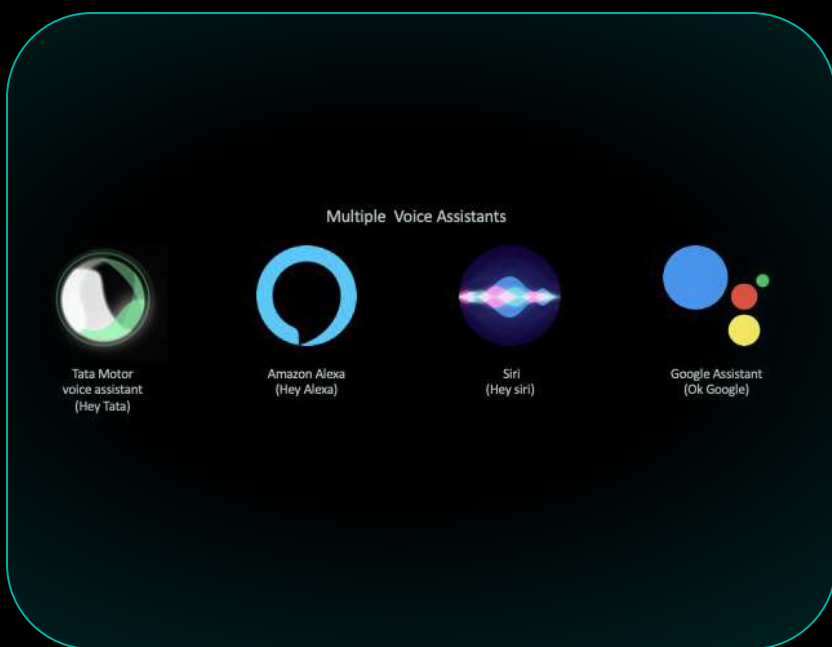 Multiple Voice Assistants
Tata Motor
voice assistant
(Hey Tata)
Amazon Alexa
(Hey Alexa)
Siri
(Hey siri)
Google Assistant
(Ok Google)